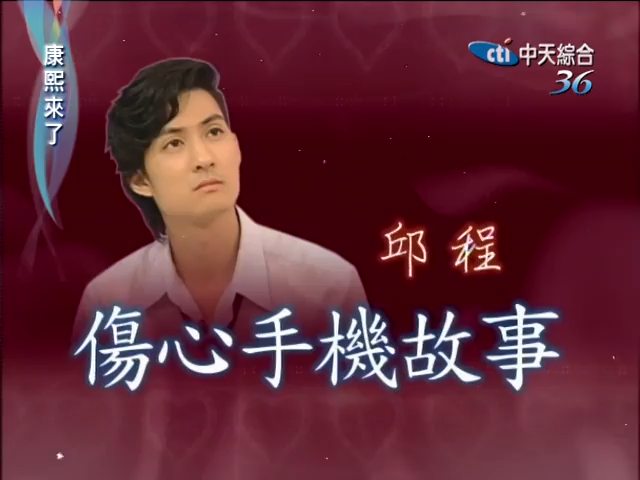 康熙來了
cti 中天綜合
36
邱程
傷心手機故事